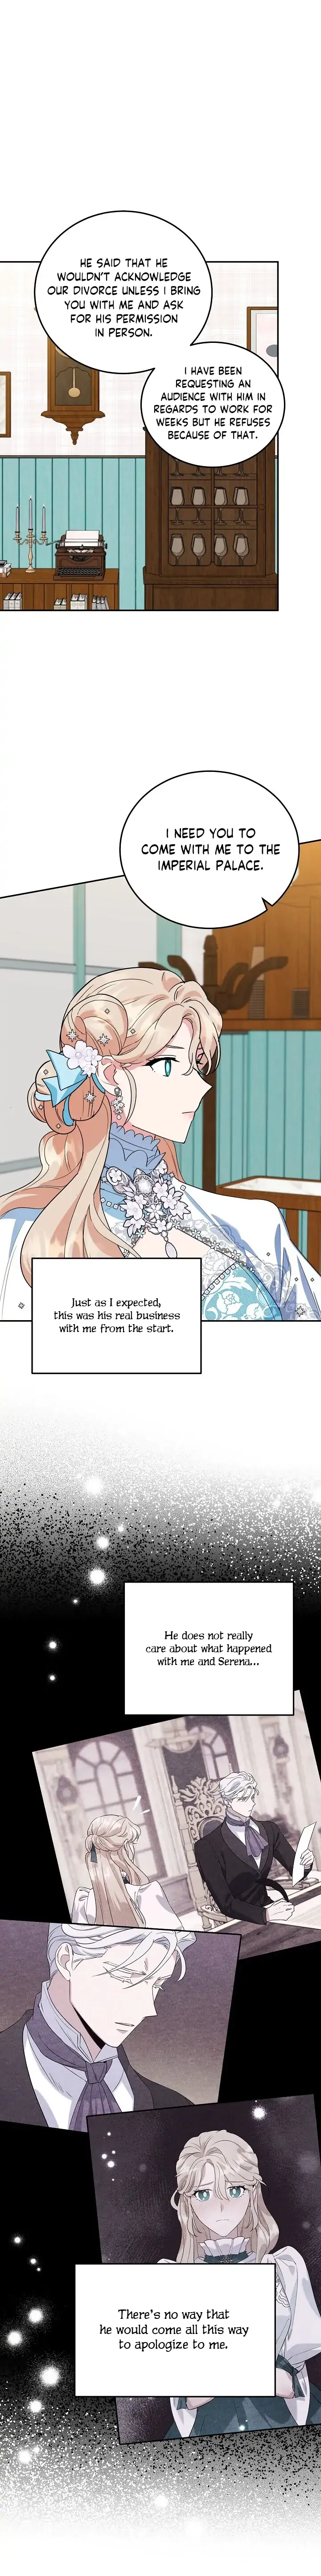 HE SAID THAT HE
WOULDN'T ACKNOWLEDGE
OUR DIVORCE UNLESS I BRING
YOU WITH ME AND ASK
FOR HIS PERMISSION
IN PERSON.
I HAVE BEEN
REQUESTING AN
AUDIENCE WITH HIM IN
REGARDS TO WORK FOR
WEEKS BUT HE REFUSES
BECAUSE OF THAT.
I NEED YOU TO
COME WITH ME TO THE
IMPERIAL PALACE.
Just as I expected,
this was his real business
with me from the start.
He does not really
care about what happened
with me and Serena...
There's no way that
he would come all this way
to apologize to me.